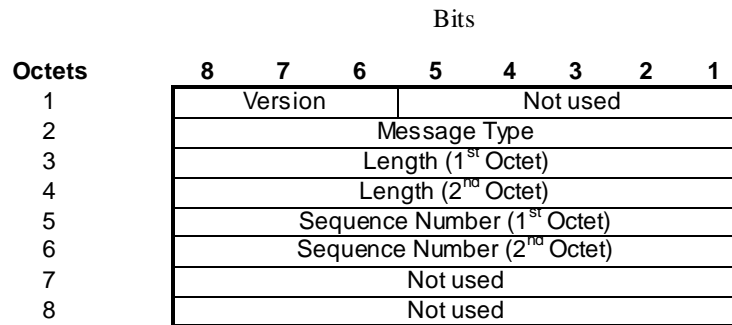 Bits
Octets 8 7 6 5 4 3 2 1
1 Version Not used
2 Message Type
3 Length (1st Octet)
4 Length (2nd Octet)
5 Sequence Number (1st Octet)
6 Sequence Number (2nd Octet)
7 Not used
8 Not used